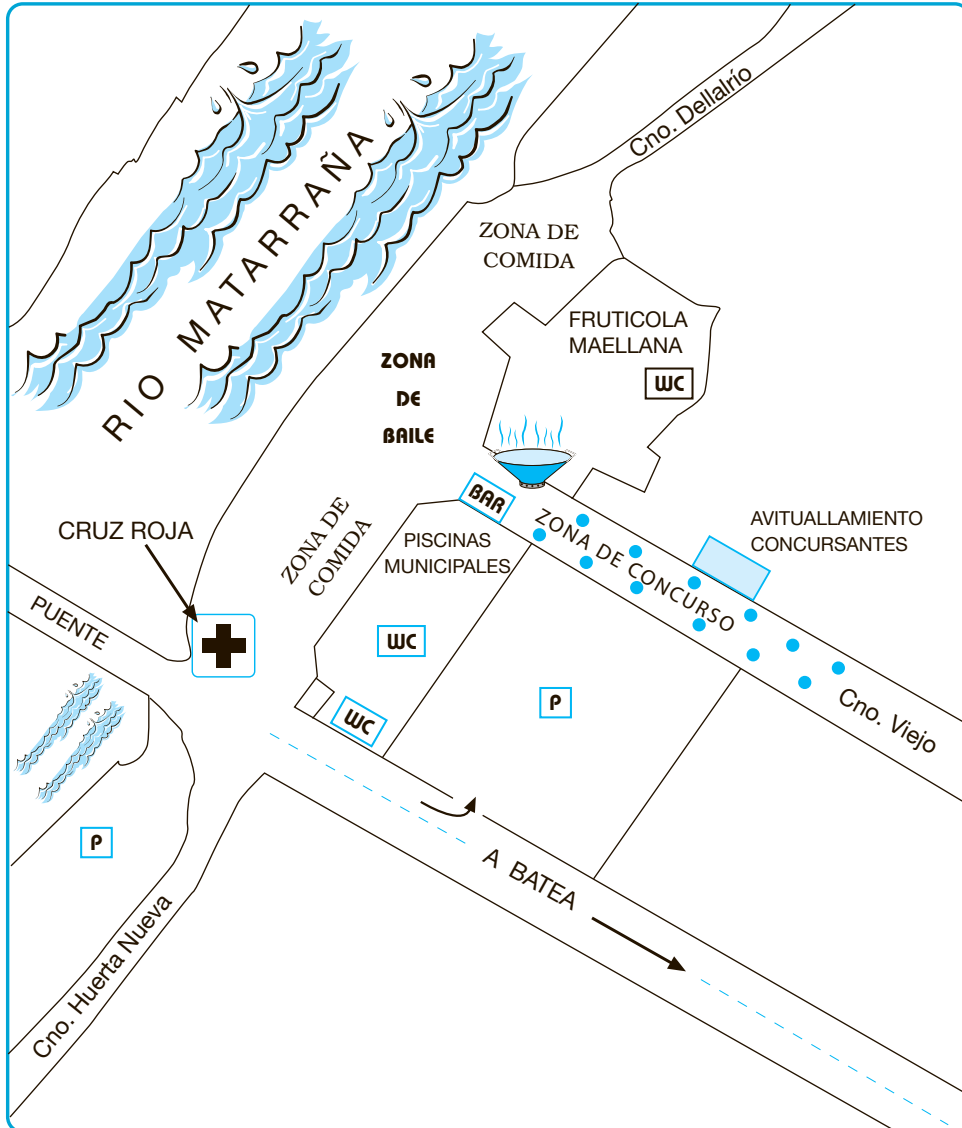 Cno. Dellalrío
RIO MATARRAÑA
ZONA DE
COMIDA
FRUTICOLA
MAELLANA
WC
ZONA
DE
BAILE
BAR
ZONA DE CONCURSO
AVITUALLAMIENTO
CONCURSANTES
CRUZ ROJA
ZONA DE
COMIDA
PISCINAS
MUNICIPALES
PUENTE
WC
WC
P
Cno. Viejo
P
A BATEA
Cno. Huerta Nueva